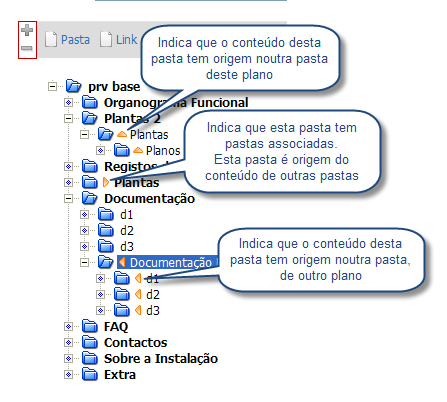 Pasta Link
Indica que o conteúdo desta
pasta tem origem noutra pasta
deste plano
prv base
Organograma Funcional
Plantas 2
Plantas
Planos
Indica que esta pasta tem
pastas associadas.
Esta pasta é origem do
conteúdo de outras pastas
Registos
Plantas
Documentação
d1
d2
d3
Indica que o conteúdo desta
pasta tem origem noutra pasta,
de outro plano
Documentação
d1
d2
d3
FAQ
Contactos
Sobre a Instalação
Extra